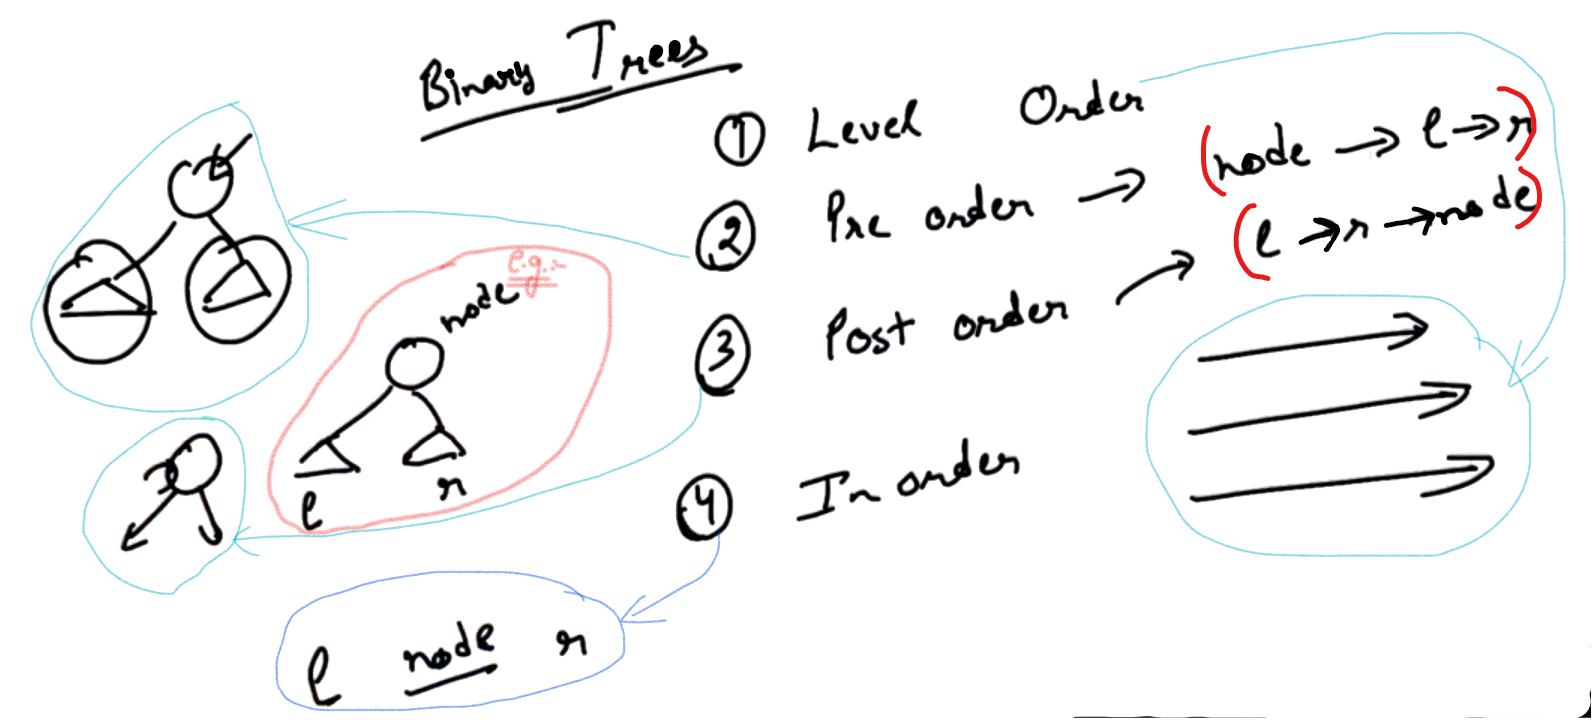 Binary Trees
① Level Order
② Pre order → (node → l → r)
③ Post order → (l → r → node)
④ In order
e.g.:-
node
l r
l node r